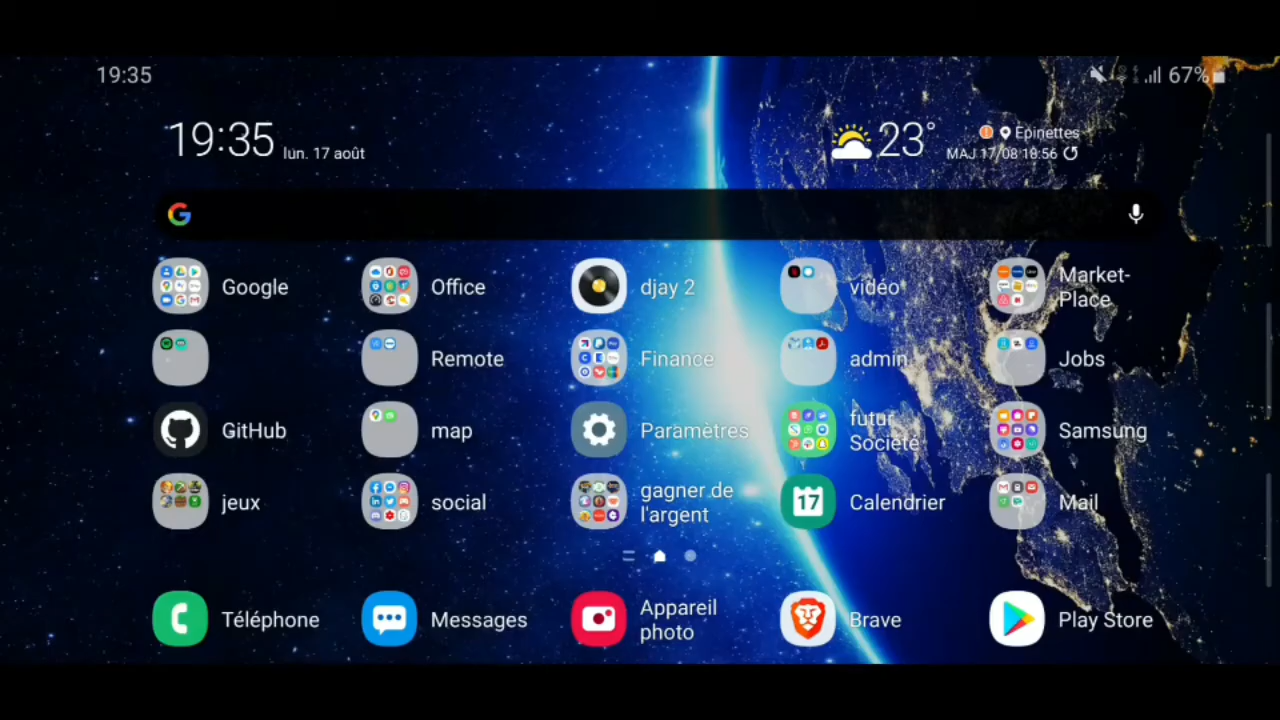 19:35
67%
19:35 lun. 17 août
23°
Épinettes
MAJ 17/08 18:56
Google
Office
djay 2
vidéo
Market-
Place
Remote
Finance
admin
Jobs
GitHub
map
Paramètres
futur
Société
Samsung
jeux
social
gagner de
l'argent
17
Calendrier
Mail
Téléphone
Messages
Appareil
photo
Brave
Play Store